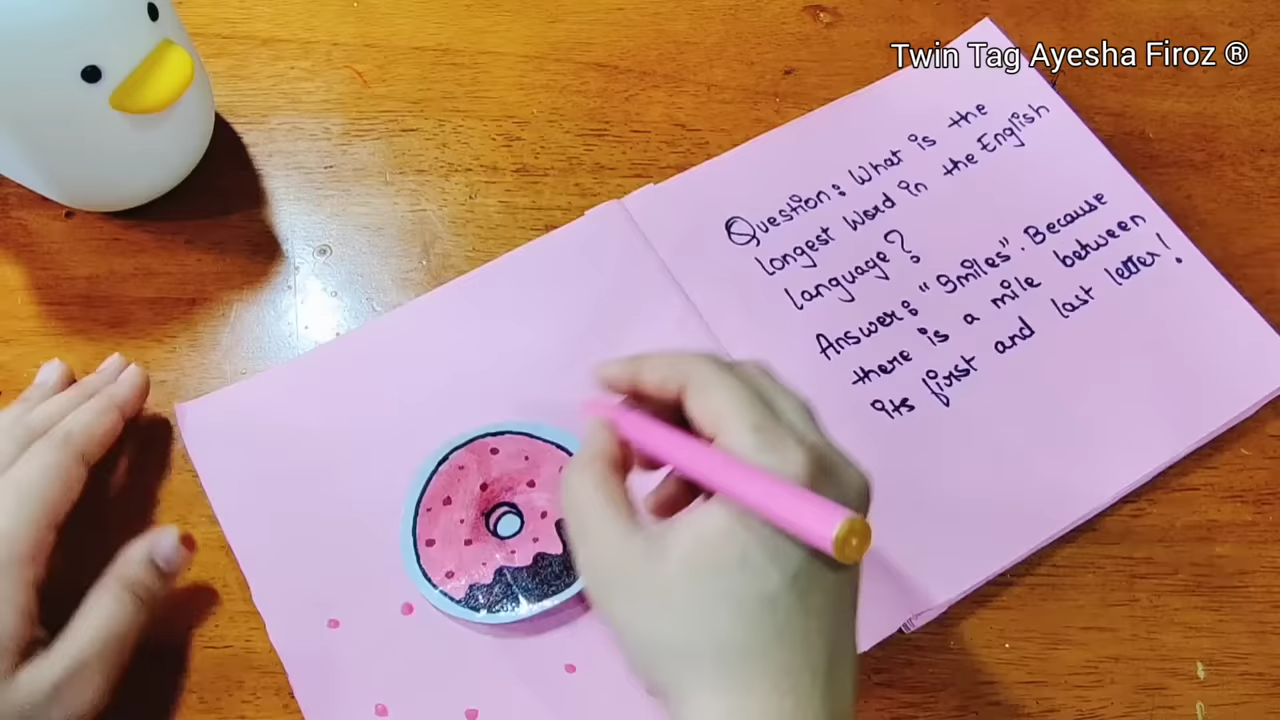 Twin Tag Ayesha Firoz ®
Question: What is the
longest word in the English
language?
Answer: "Smiles". Because
there is a mile between
its first and last letter!